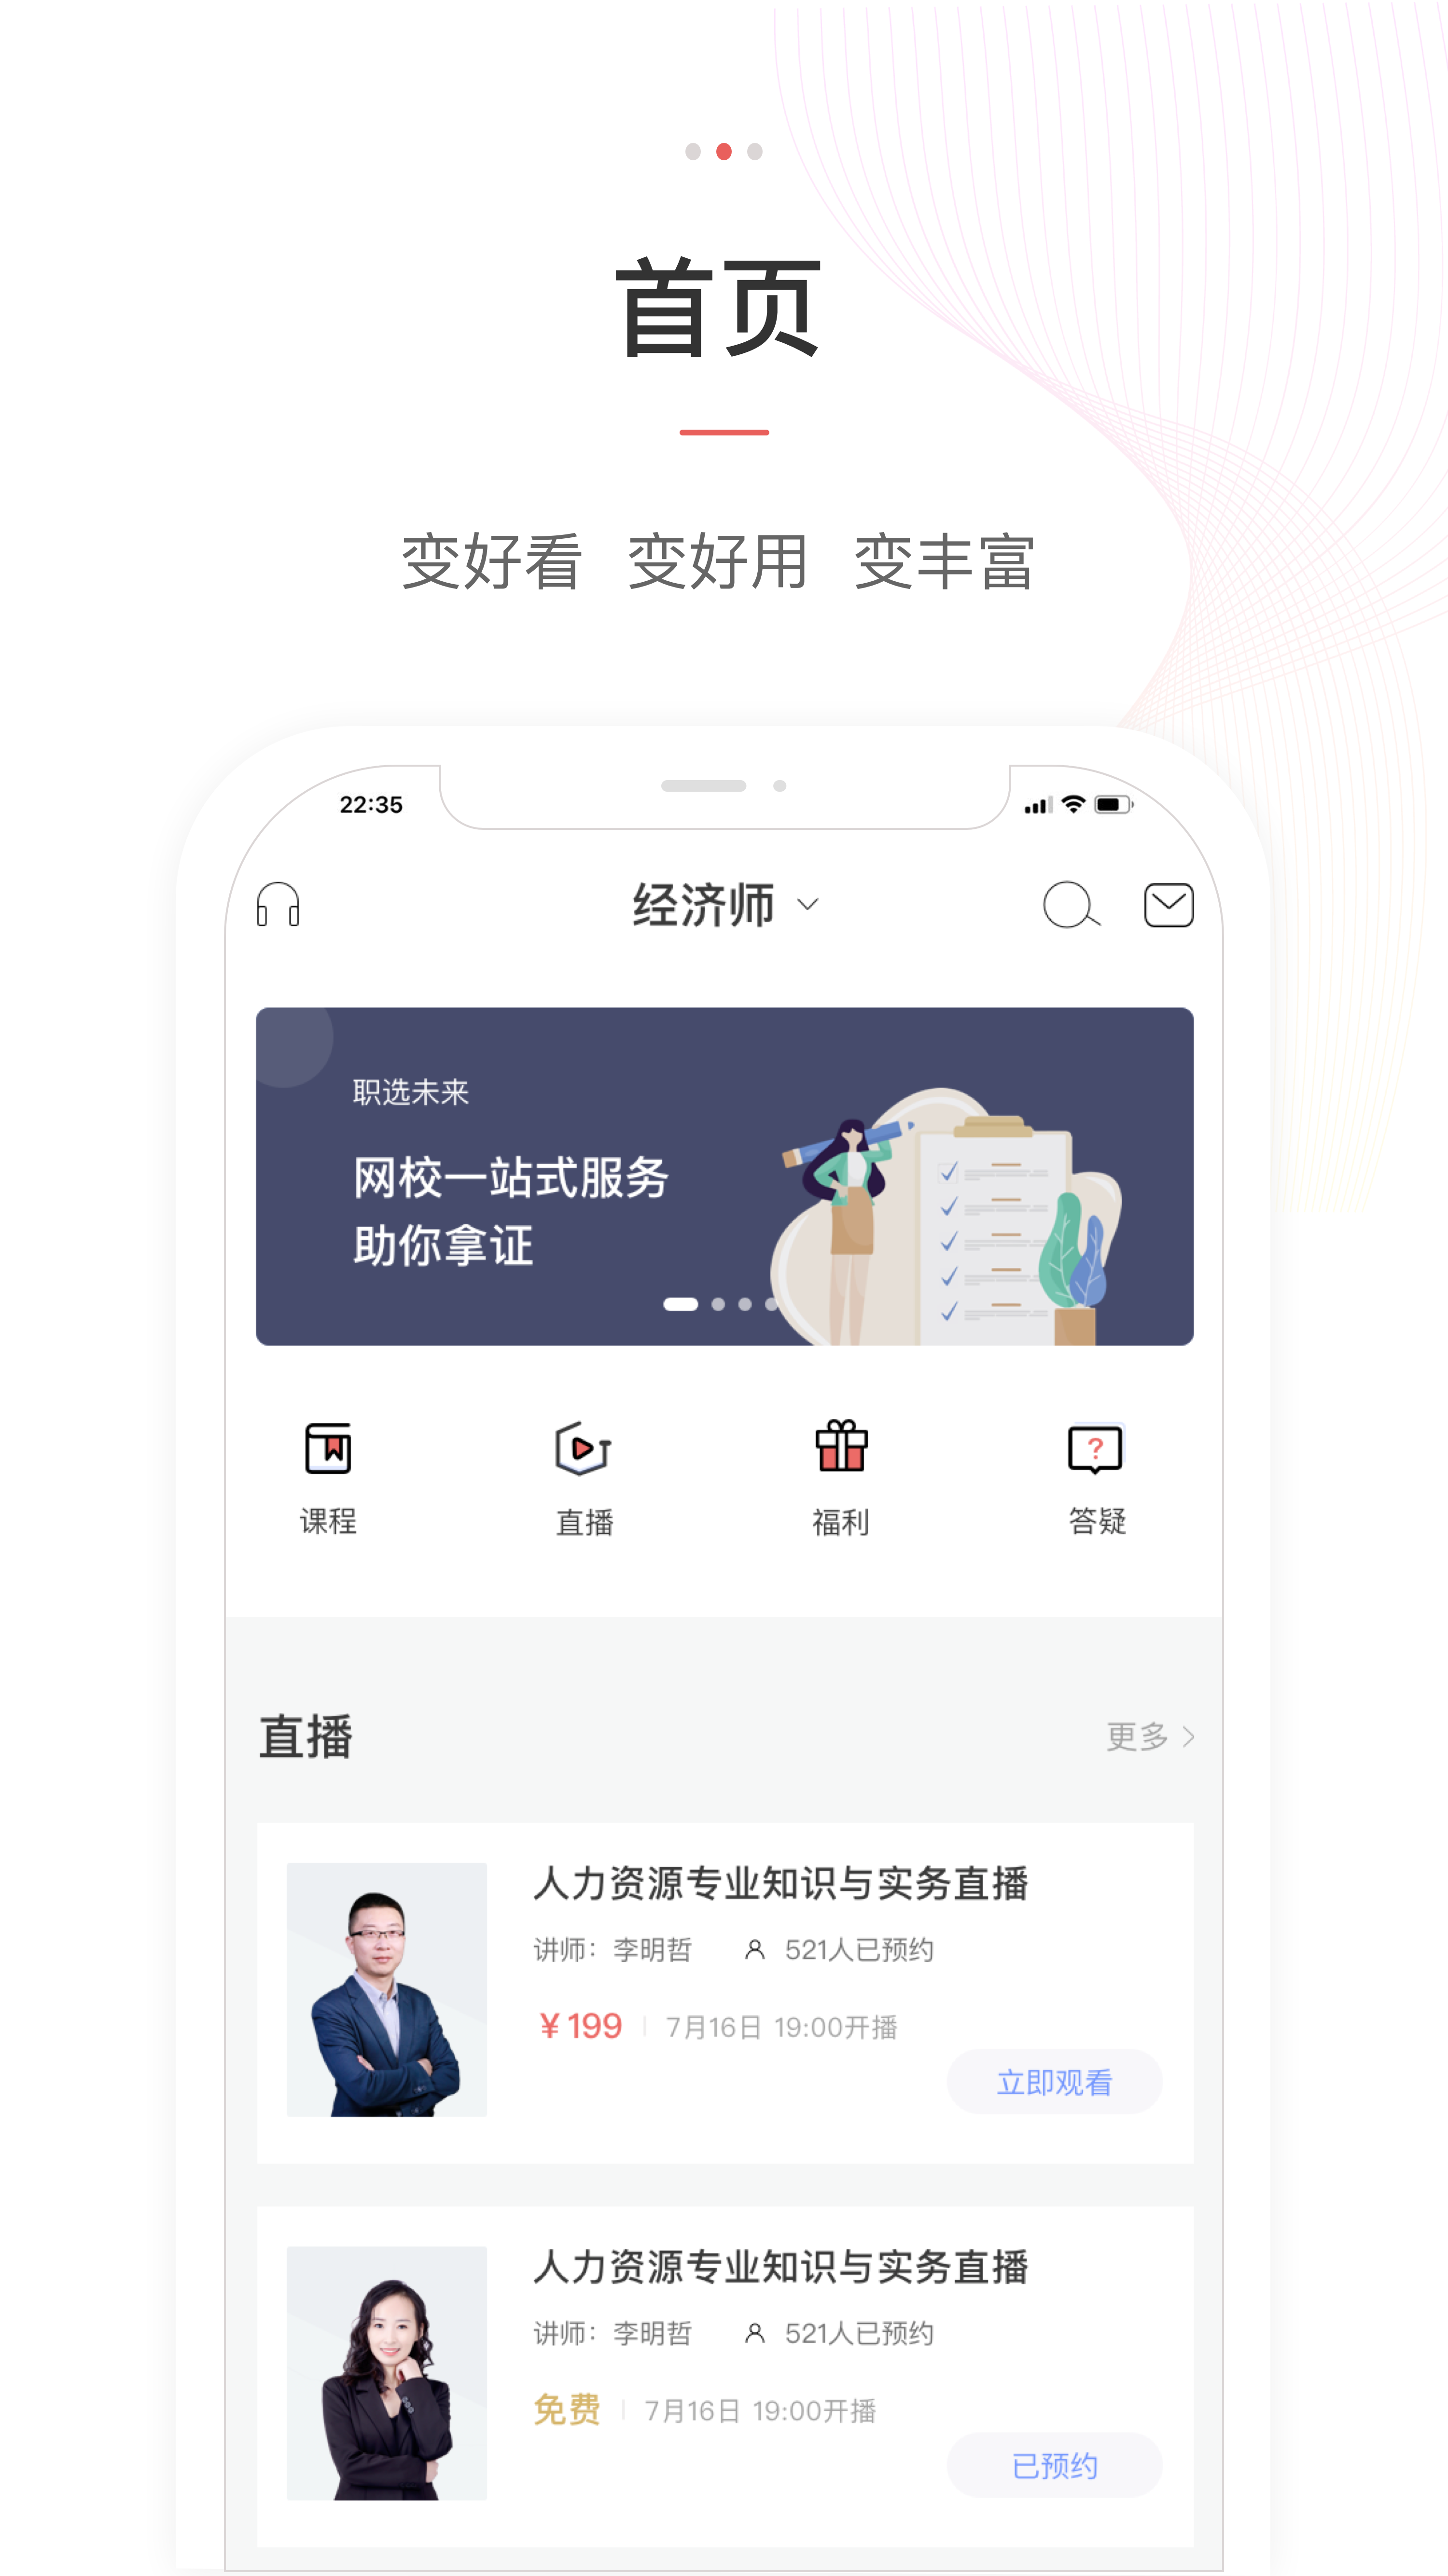 首页
变好看 变好用 变丰富
22:35
经济师
职选未来
网校一站式服务
助你拿证
课程 直播 福利 答疑
直播 更多
人力资源专业知识与实务直播
讲师：李明哲 521人已预约
￥199 7月16日 19:00开播
立即观看
人力资源专业知识与实务直播
讲师：李明哲 521人已预约
免费 7月16日 19:00开播
已预约